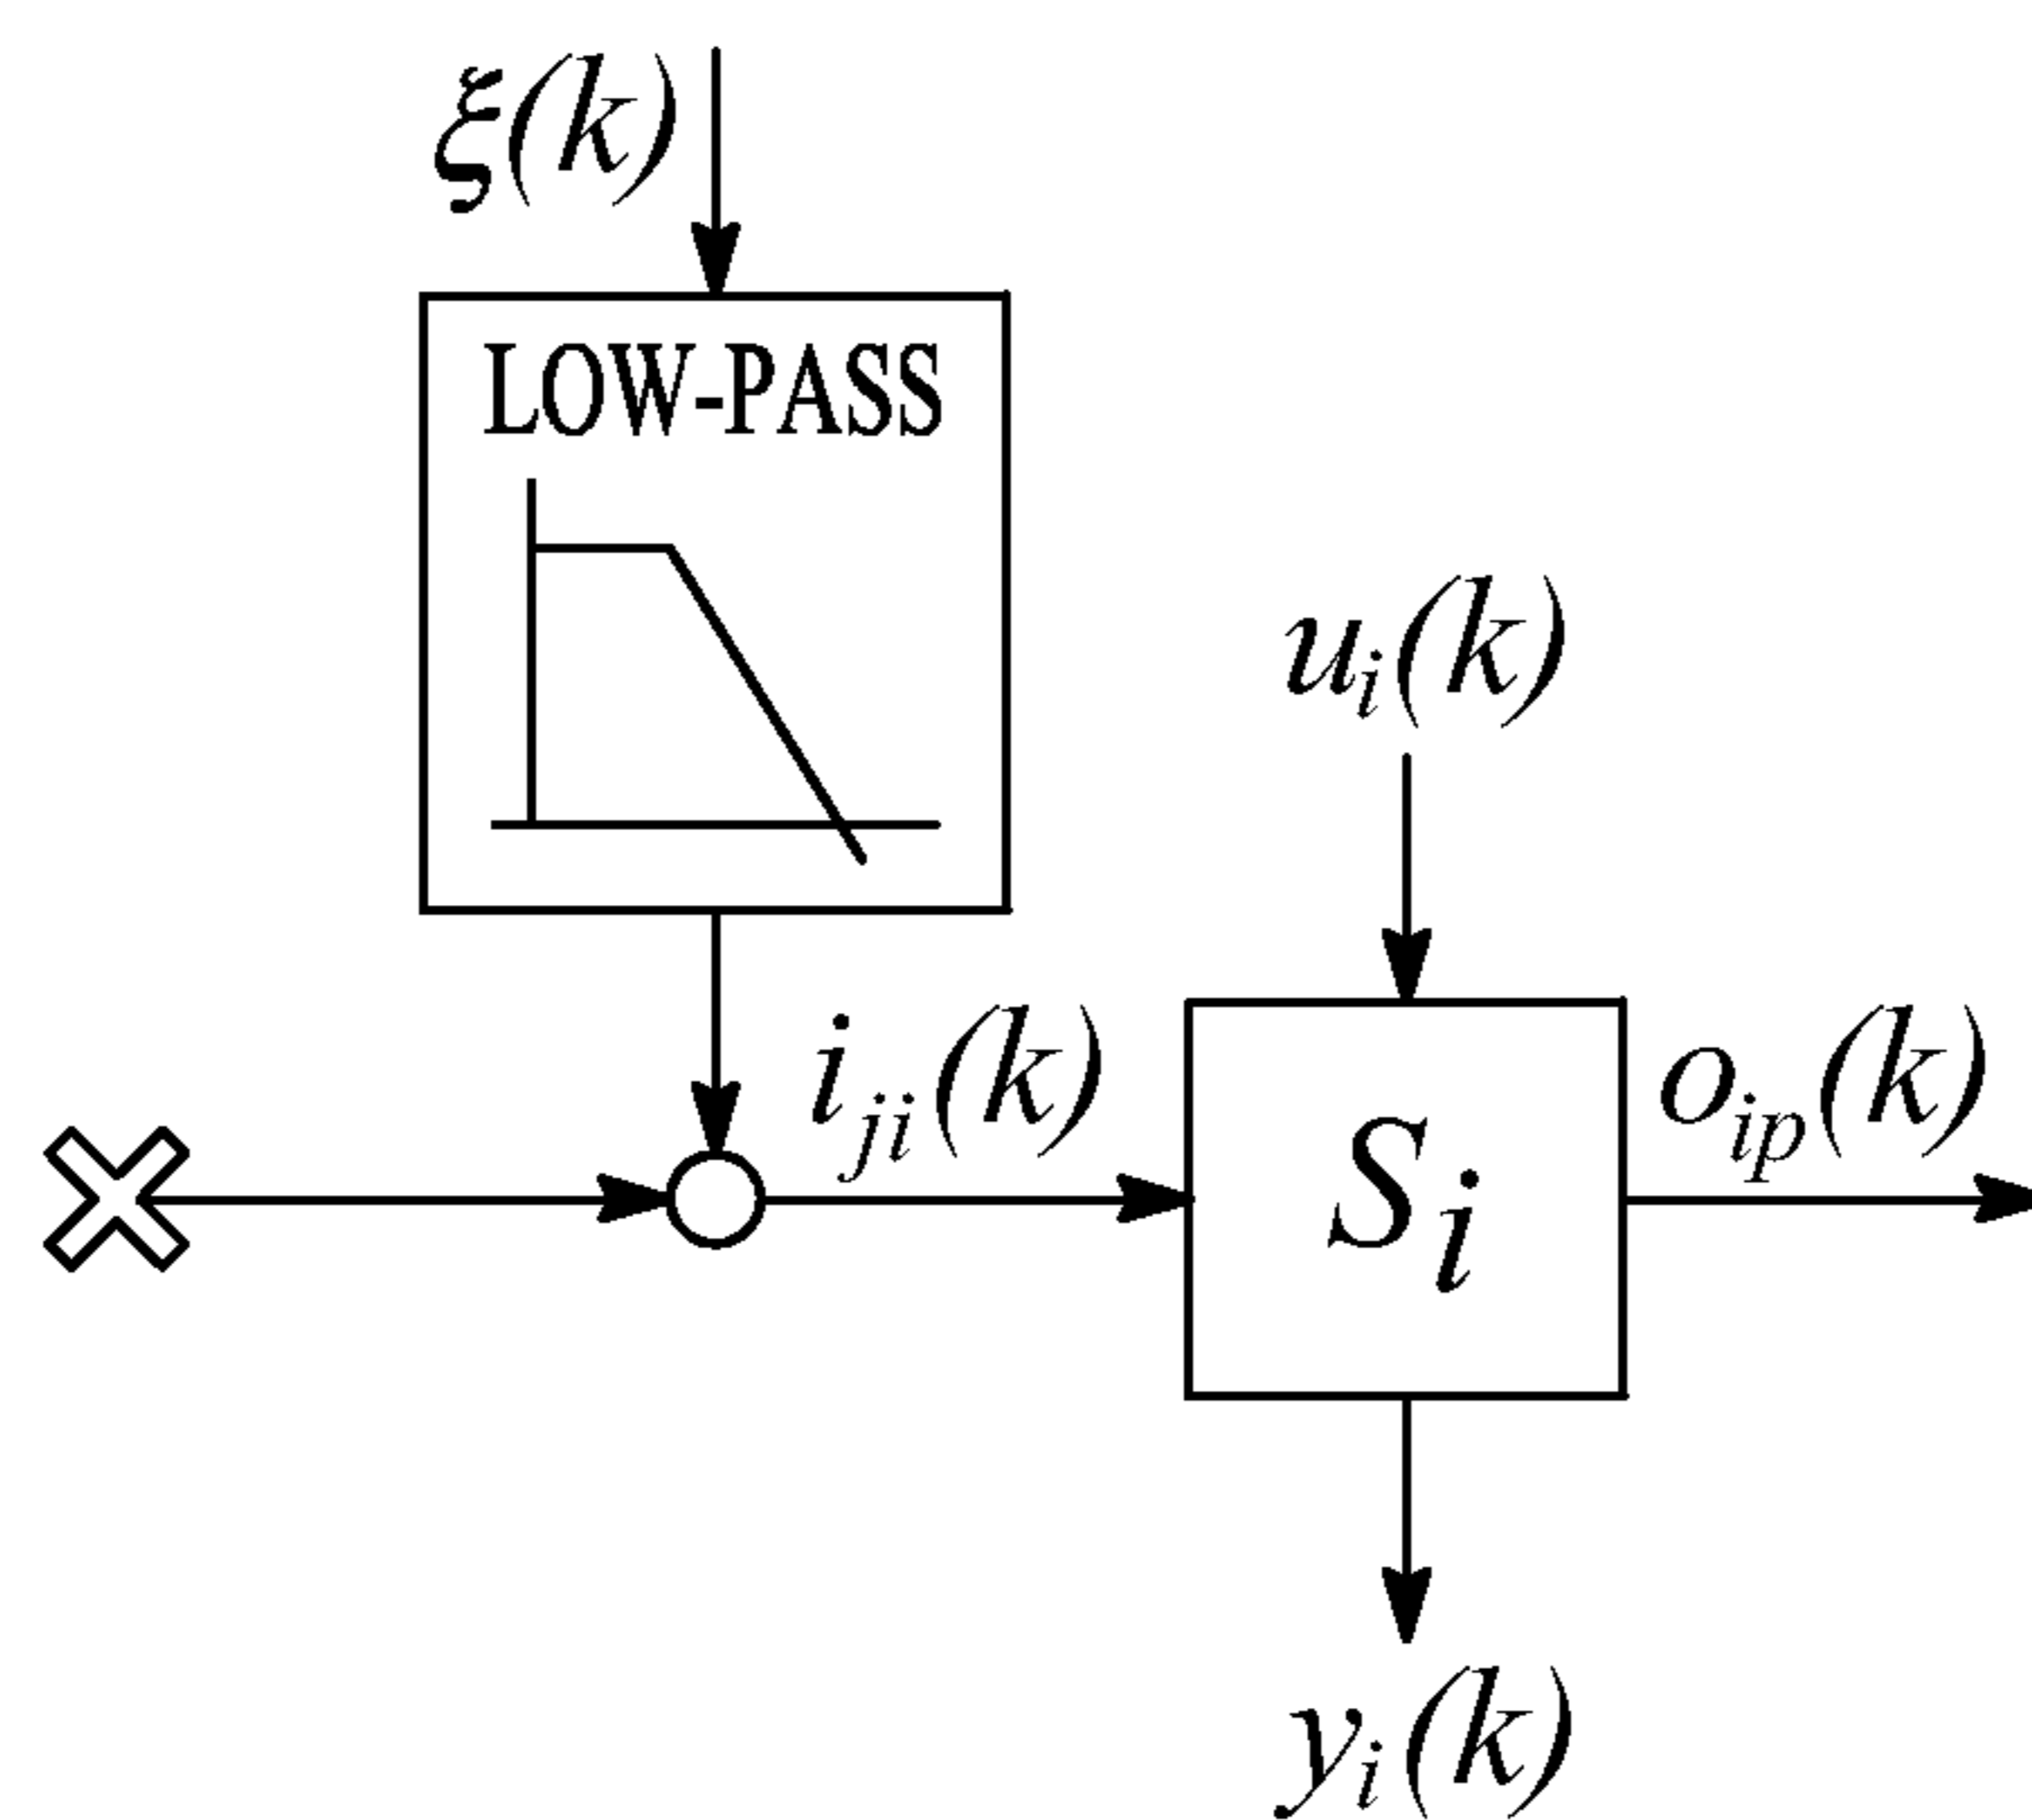 ξ(k)
LOW-PASS
u_i(k)
i_ji(k)
o_ip(k)
S_i
y_i(k)